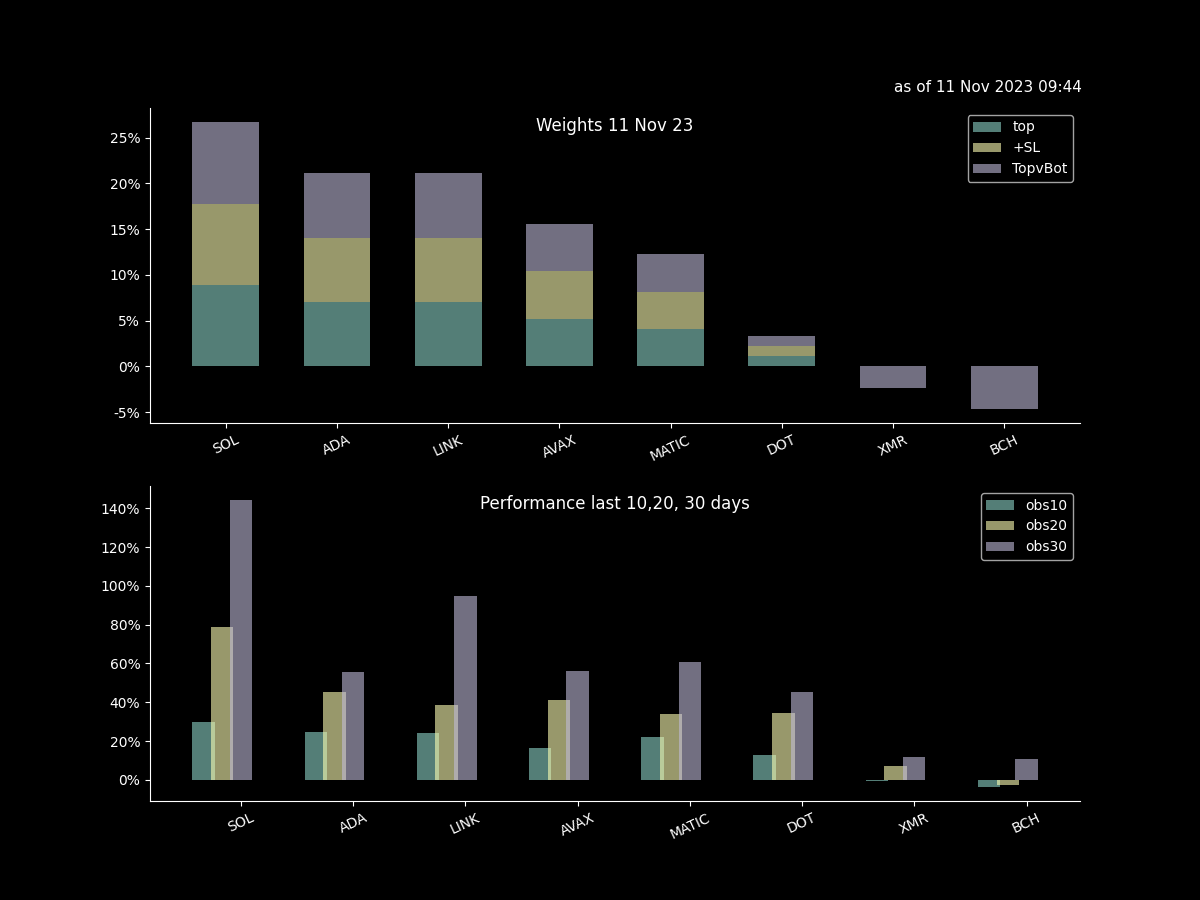 as of 11 Nov 2023 09:44
Weights 11 Nov 23
top
+SL
TopvBot
25%
20%
15%
10%
5%
0%
-5%
SOL ADA LINK AVAX MATIC DOT XMR BCH
Performance last 10,20, 30 days
obs10
obs20
obs30
140%
120%
100%
80%
60%
40%
20%
0%
SOL ADA LINK AVAX MATIC DOT XMR BCH